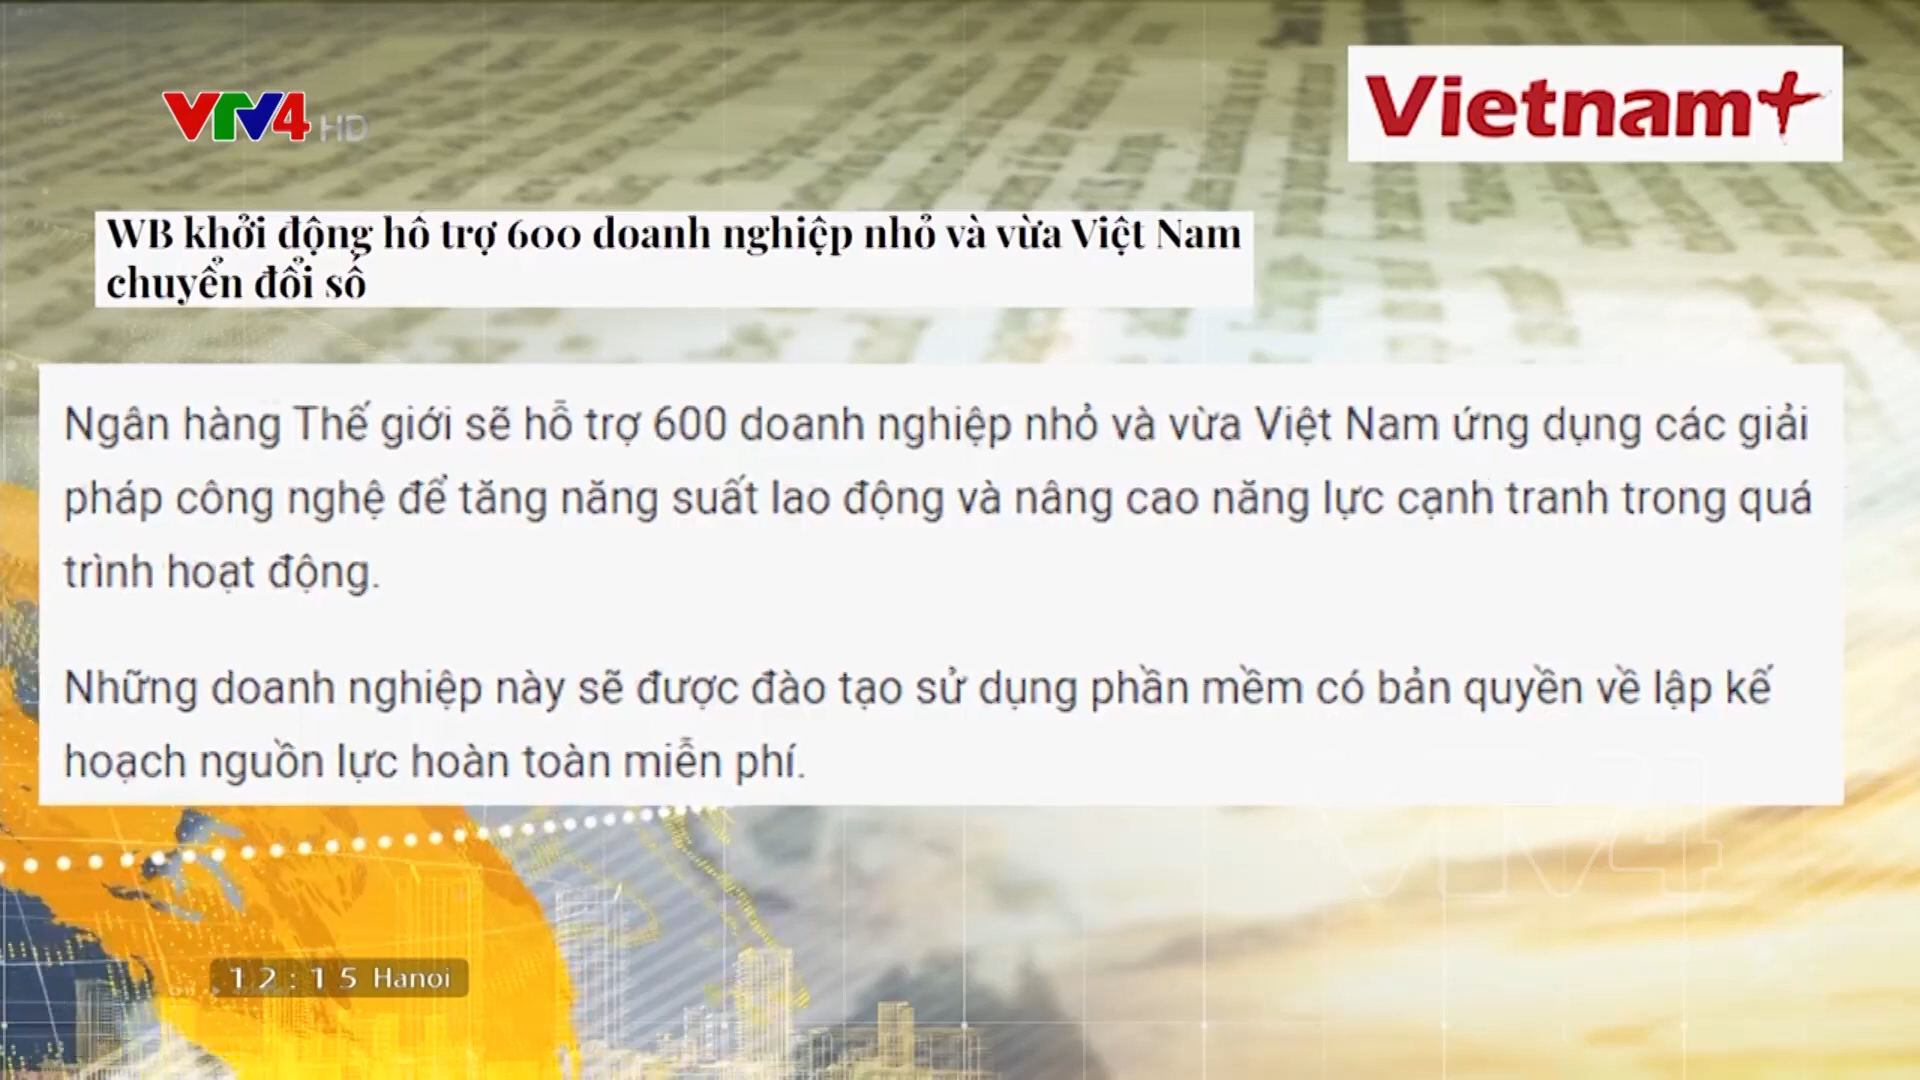 VTV4 HD
Vietnam+
WB khởi động hỗ trợ 600 doanh nghiệp nhỏ và vừa Việt Nam
chuyển đổi số
Ngân hàng Thế giới sẽ hỗ trợ 600 doanh nghiệp nhỏ và vừa Việt Nam ứng dụng các giải
pháp công nghệ để tăng năng suất lao động và nâng cao năng lực cạnh tranh trong quá
trình hoạt động.
Những doanh nghiệp này sẽ được đào tạo sử dụng phần mềm có bản quyền về lập kế
hoạch nguồn lực hoàn toàn miễn phí.
VTV4
12:15 Hanoi